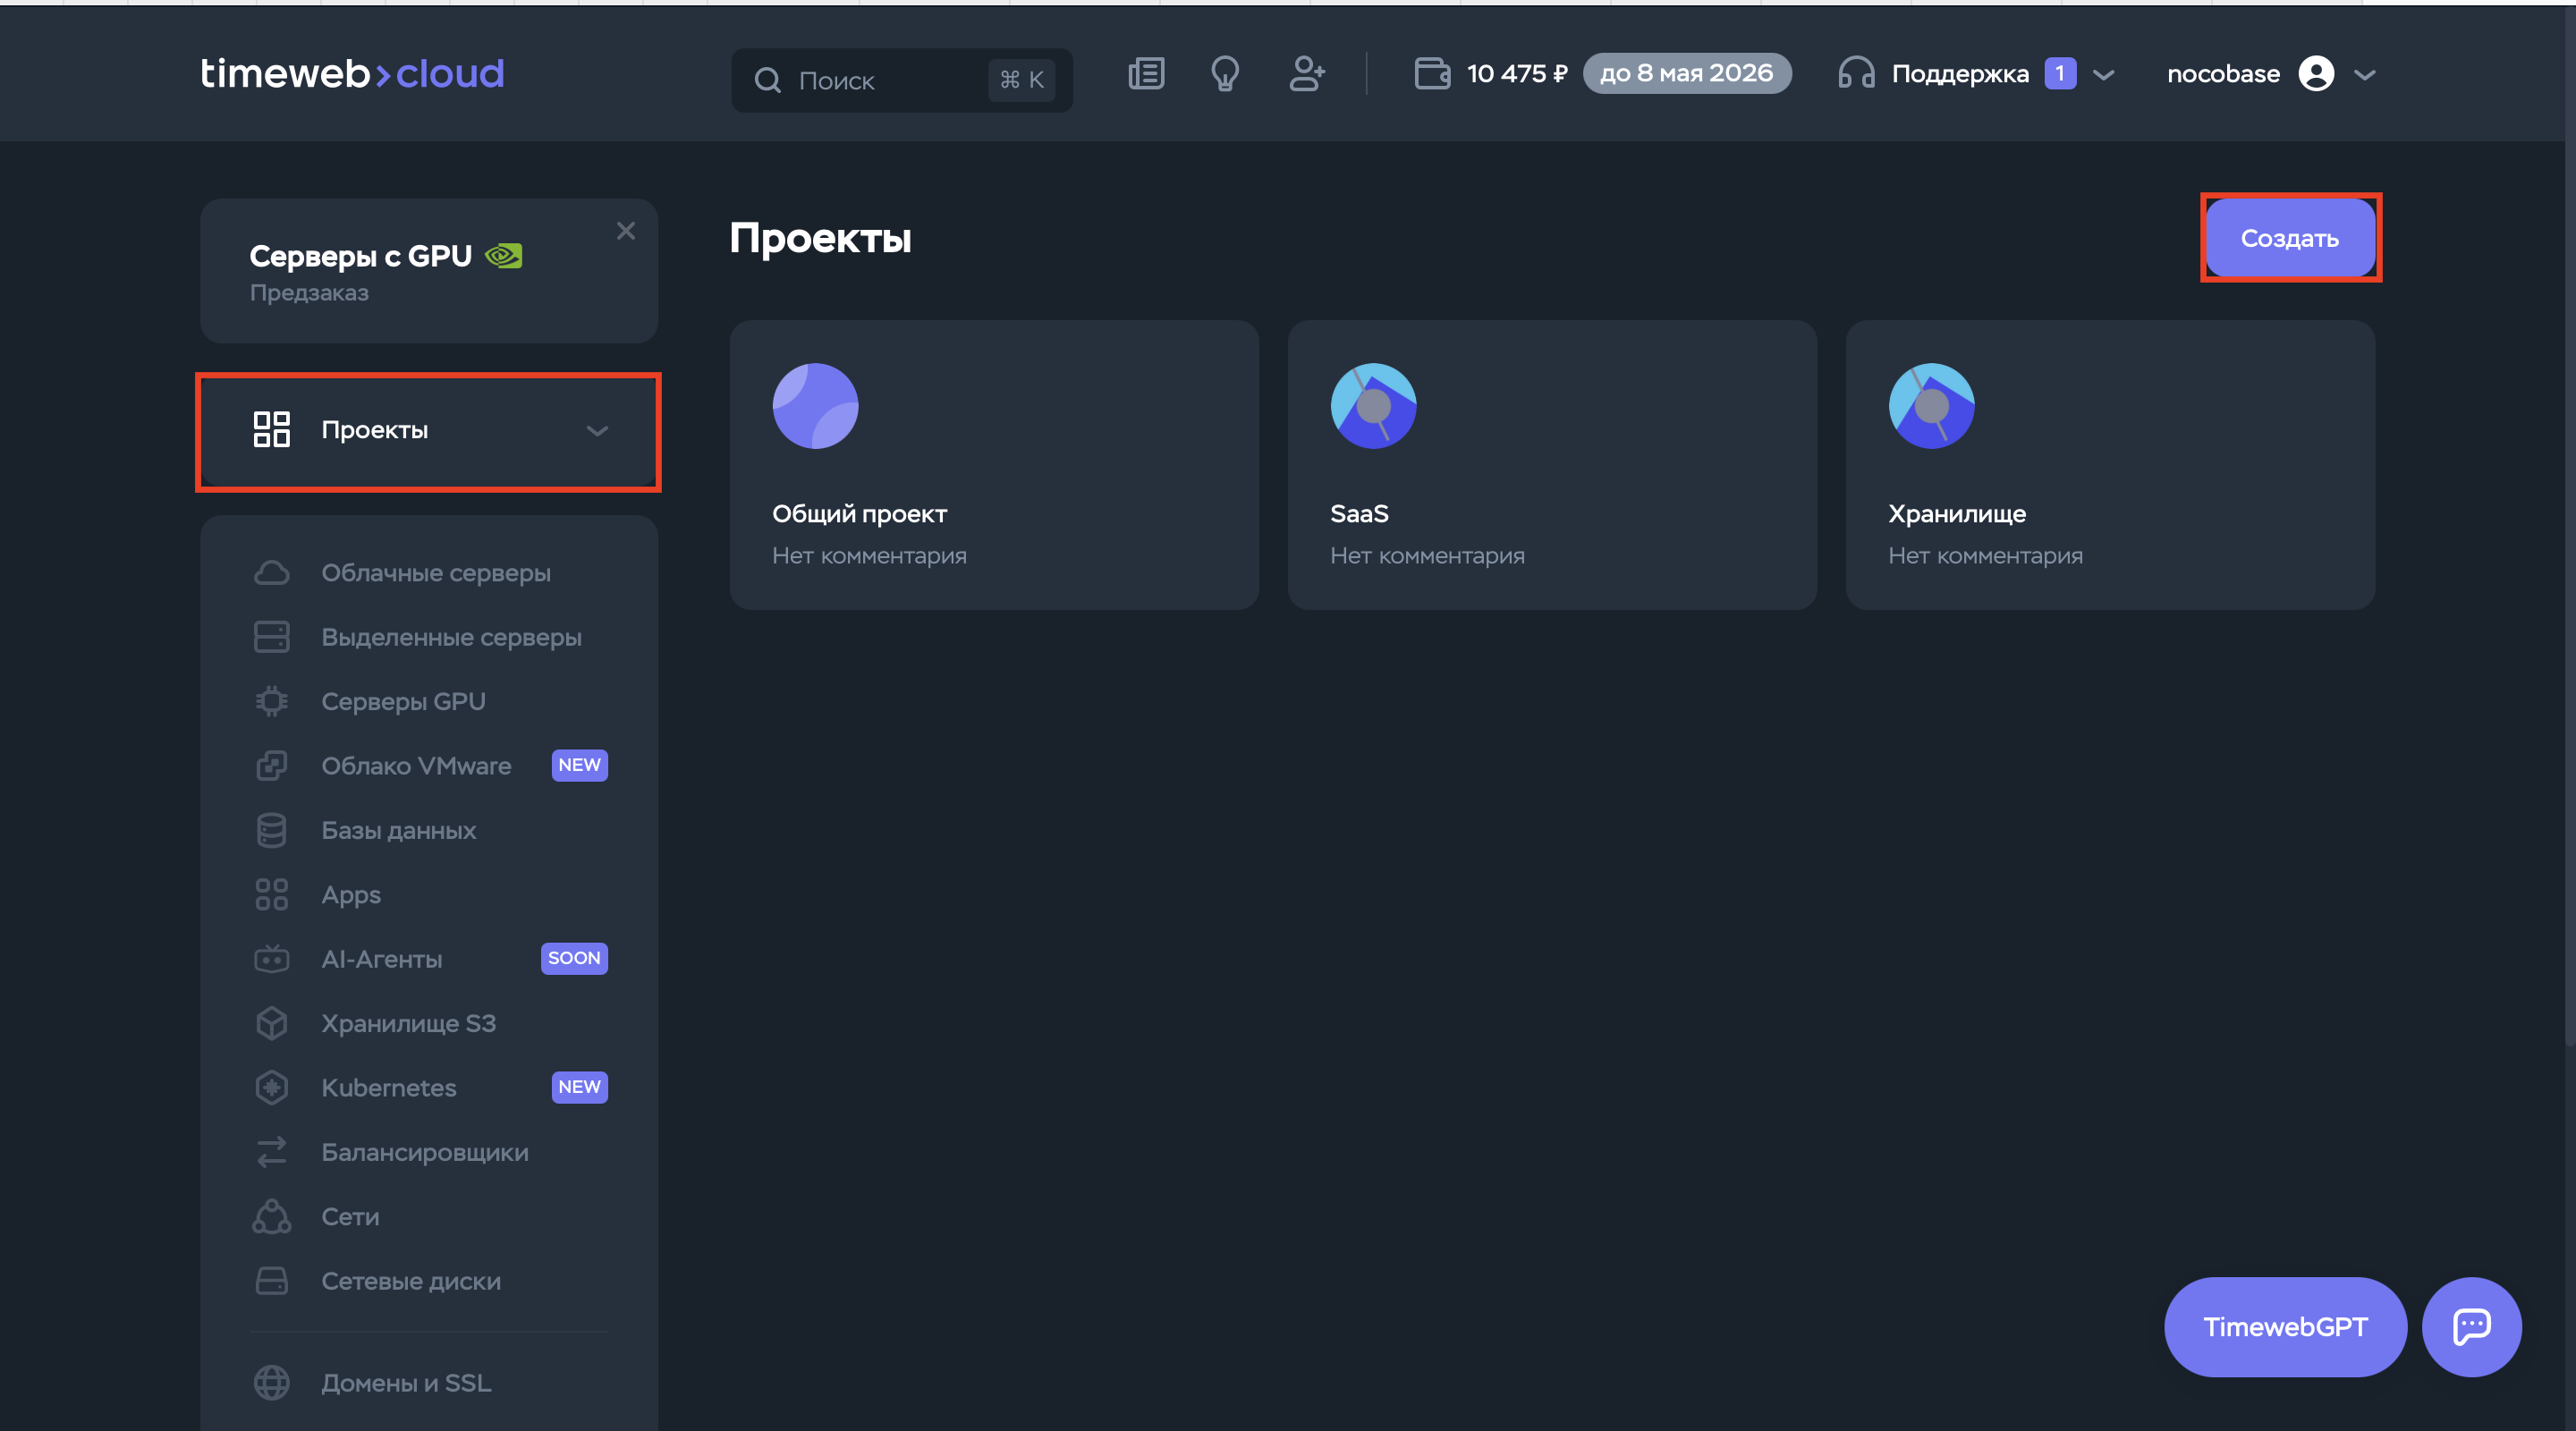 timeweb>cloud
Поиск
⌘ K
10 475 ₽
до 8 мая 2026
Поддержка
1
nocobase
Серверы с GPU
Предзаказ
Проекты
Облачные серверы
Выделенные серверы
Серверы GPU
Облако VMware NEW
Базы данных
Apps
AI-Агенты SOON
Хранилище S3
Kubernetes NEW
Балансировщики
Сети
Сетевые диски
Домены и SSL
Проекты
Создать
Общий проект
Нет комментария
SaaS
Нет комментария
Хранилище
Нет комментария
TimewebGPT